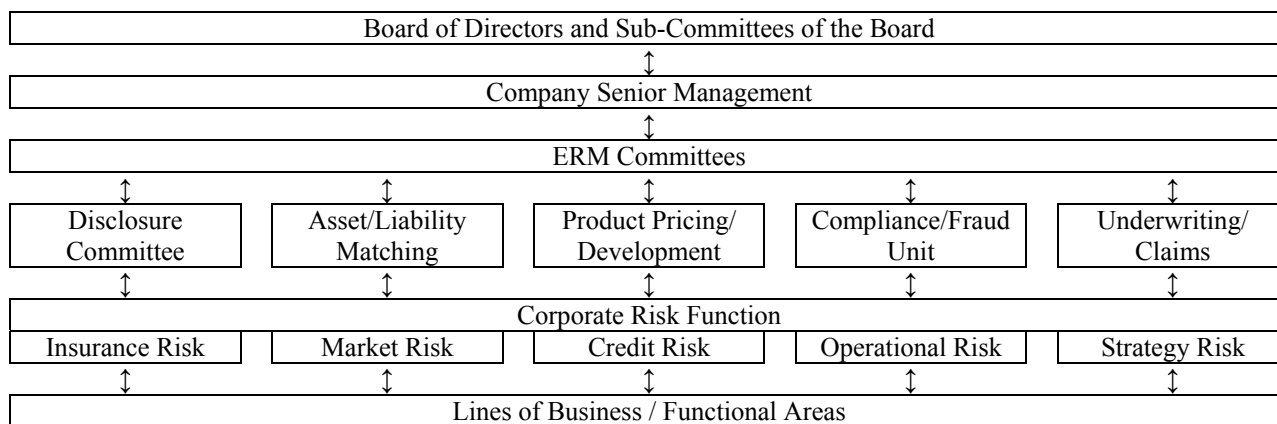 Board of Directors and Sub-Committees of the Board
↕
Company Senior Management
↕
ERM Committees
↕ ↕ ↕ ↕ ↕
Disclosure Committee
Asset/Liability Matching
Product Pricing/ Development
Compliance/Fraud Unit
Underwriting/ Claims
↕ ↕ ↕ ↕ ↕
Corporate Risk Function
Insurance Risk
Market Risk
Credit Risk
Operational Risk
Strategy Risk
↕ ↕ ↕ ↕ ↕
Lines of Business / Functional Areas